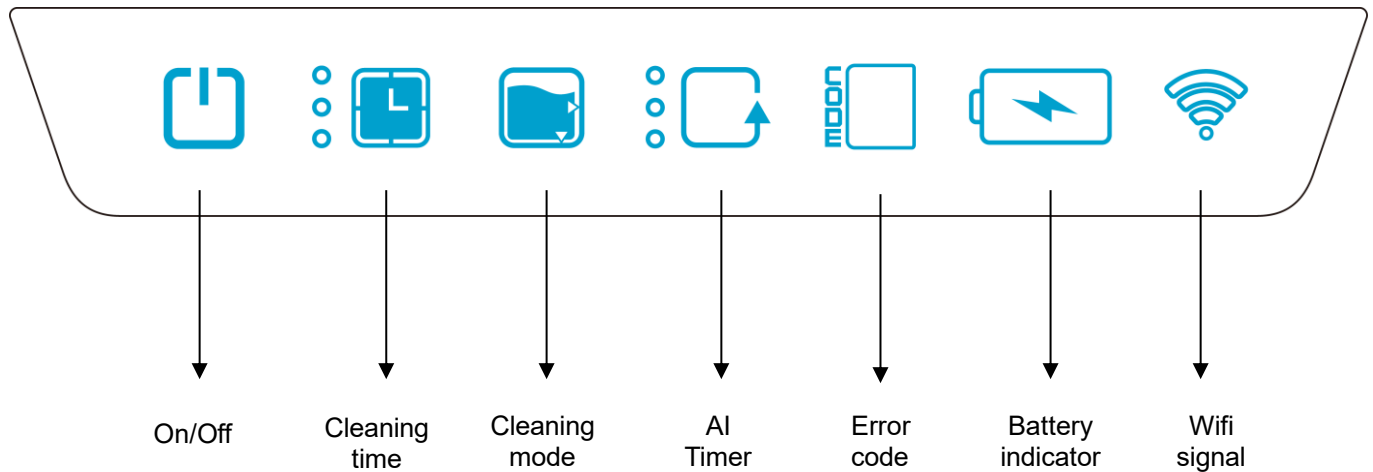 CODE
On/Off
Cleaning
time
Cleaning
mode
AI
Timer
Error
code
Battery
indicator
Wifi
signal